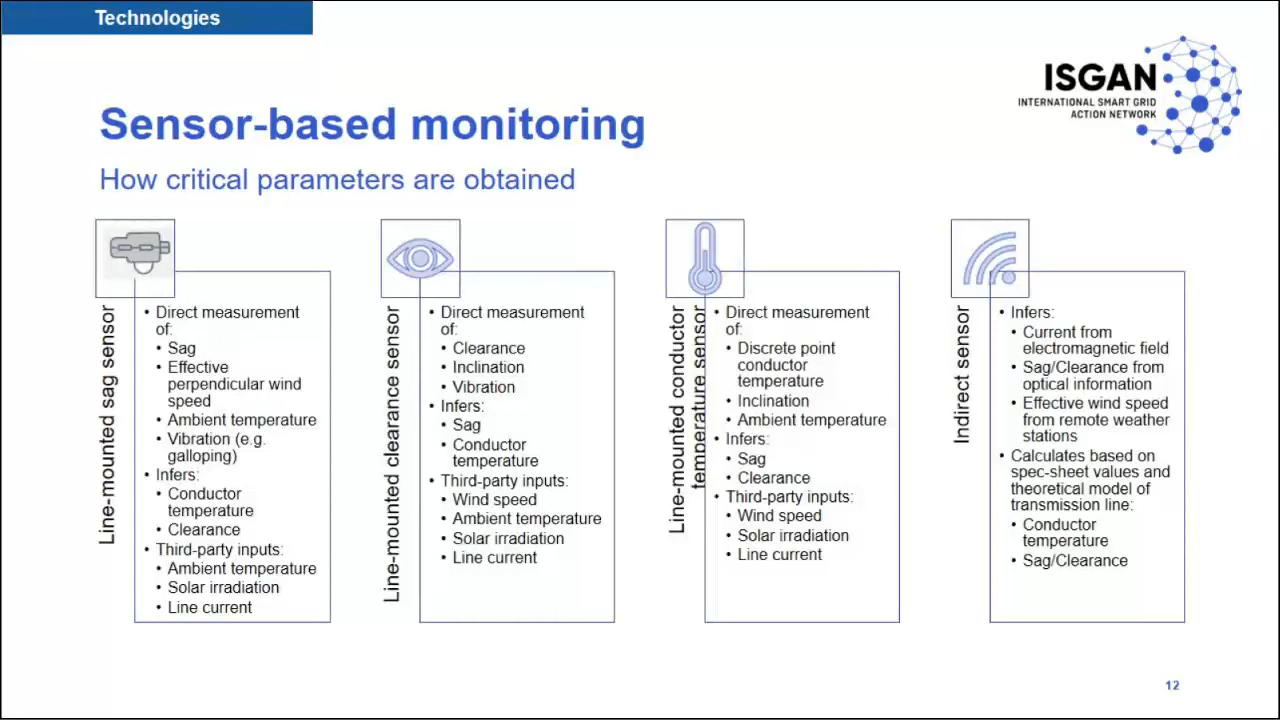 Technologies
ISGAN
INTERNATIONAL SMART GRID
ACTION NETWORK
Sensor-based monitoring
How critical parameters are obtained
Line-mounted sag sensor
• Direct measurement
of:
• Sag
• Effective
perpendicular wind
speed
• Ambient temperature
• Vibration (e.g.
galloping)
• Infers:
• Conductor
temperature
• Clearance
• Third-party inputs:
• Ambient temperature
• Solar irradiation
• Line current
Line-mounted clearance sensor
• Direct measurement
of:
• Clearance
• Inclination
• Vibration
• Infers:
• Sag
• Conductor
temperature
• Third-party inputs:
• Wind speed
• Ambient temperature
• Solar irradiation
• Line current
Line-mounted conductor
temperature sensor
• Direct measurement
of:
• Discrete point
conductor
temperature
• Inclination
• Ambient temperature
• Infers:
• Sag
• Clearance
• Third-party inputs:
• Wind speed
• Solar irradiation
• Line current
Indirect sensor
• Infers:
• Current from
electromagnetic field
• Sag/Clearance from
optical information
• Effective wind speed
from remote weather
stations
• Calculates based on
spec-sheet values and
theoretical model of
transmission line:
• Conductor
temperature
• Sag/Clearance
12